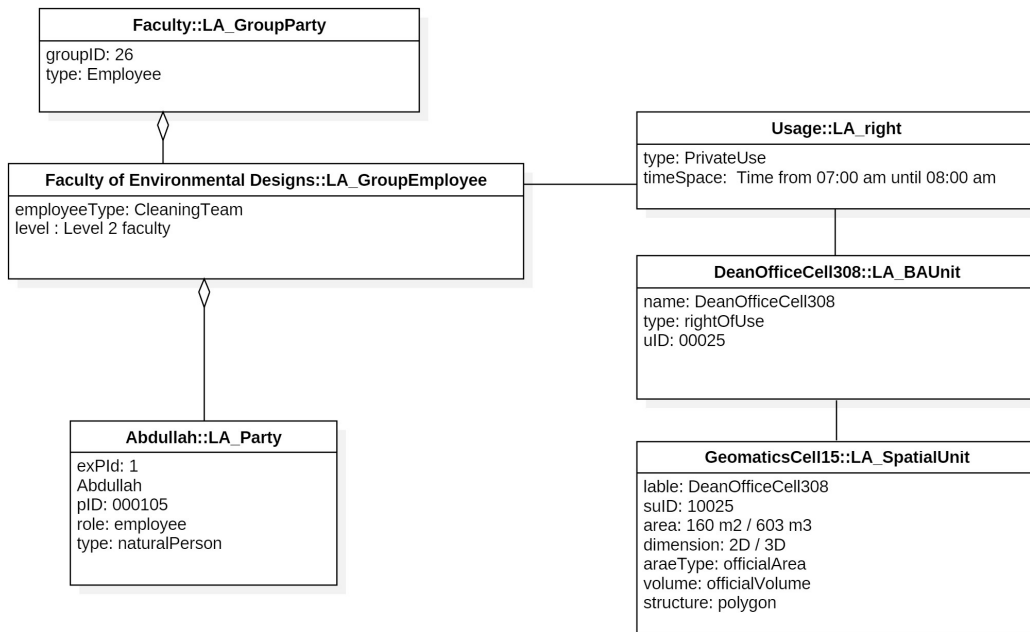 Faculty::LA_GroupParty
groupID: 26
type: Employee
Faculty of Environmental Designs::LA_GroupEmployee
employeeType: CleaningTeam
level : Level 2 faculty
Abdullah::LA_Party
exPId: 1
Abdullah
pID: 000105
role: employee
type: naturalPerson
Usage::LA_right
type: PrivateUse
timeSpace:  Time from 07:00 am until 08:00 am
DeanOfficeCell308::LA_BAUnit
name: DeanOfficeCell308
type: rightOfUse
uID: 00025
GeomaticsCell15::LA_SpatialUnit
lable: DeanOfficeCell308
suID: 10025
area: 160 m2 / 603 m3
dimension: 2D / 3D
araeType: officialArea
volume: officialVolume
structure: polygon